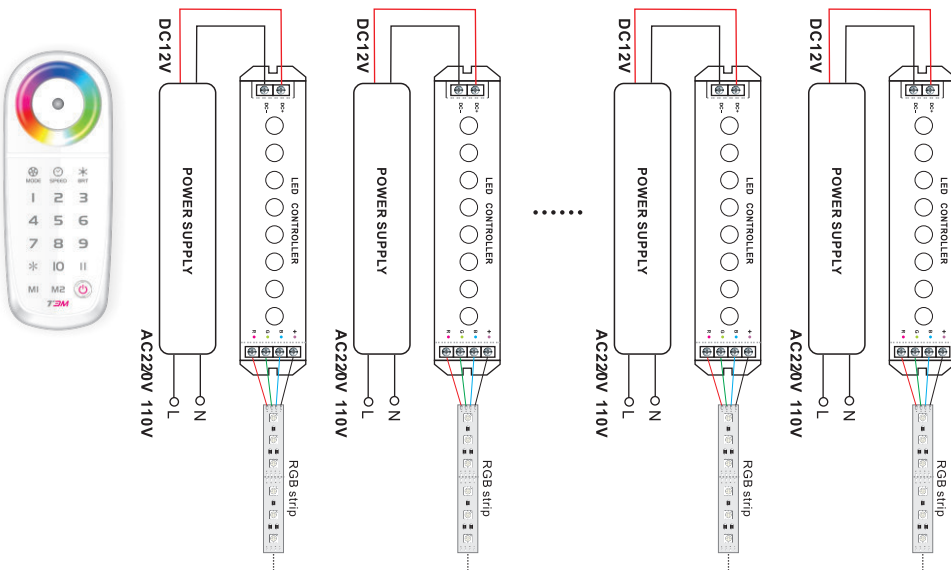 MODE SPEED BRT
1 2 3
4 5 6
7 8 9
* 10 11
M1 M2
T3M
DC12V
POWER SUPPLY
AC220V 110V
L
N
DC- DC+
LED CONTROLLER
R G B +
RGB strip
DC12V
POWER SUPPLY
AC220V 110V
L
N
DC- DC+
LED CONTROLLER
R G B +
RGB strip
......
DC12V
POWER SUPPLY
AC220V 110V
L
N
DC- DC+
LED CONTROLLER
R G B +
RGB strip
DC12V
POWER SUPPLY
AC220V 110V
L
N
DC- DC+
LED CONTROLLER
R G B +
RGB strip